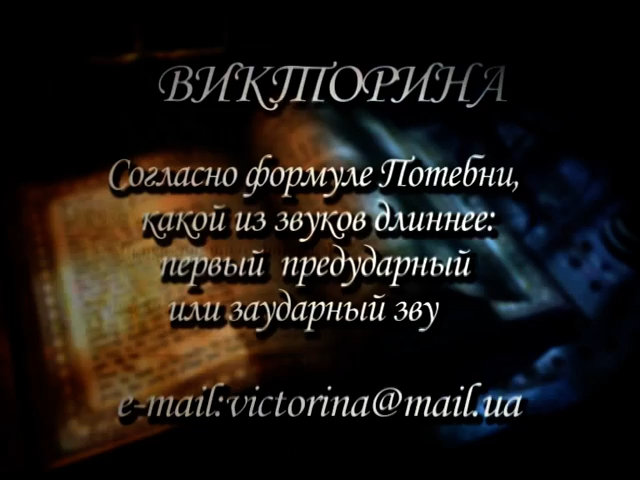 ВИКТОРИНА
Согласно формуле Потебни,
какой из звуков длиннее:
первый предударный
или заударный зву
e-mail:victorina@mail.ua